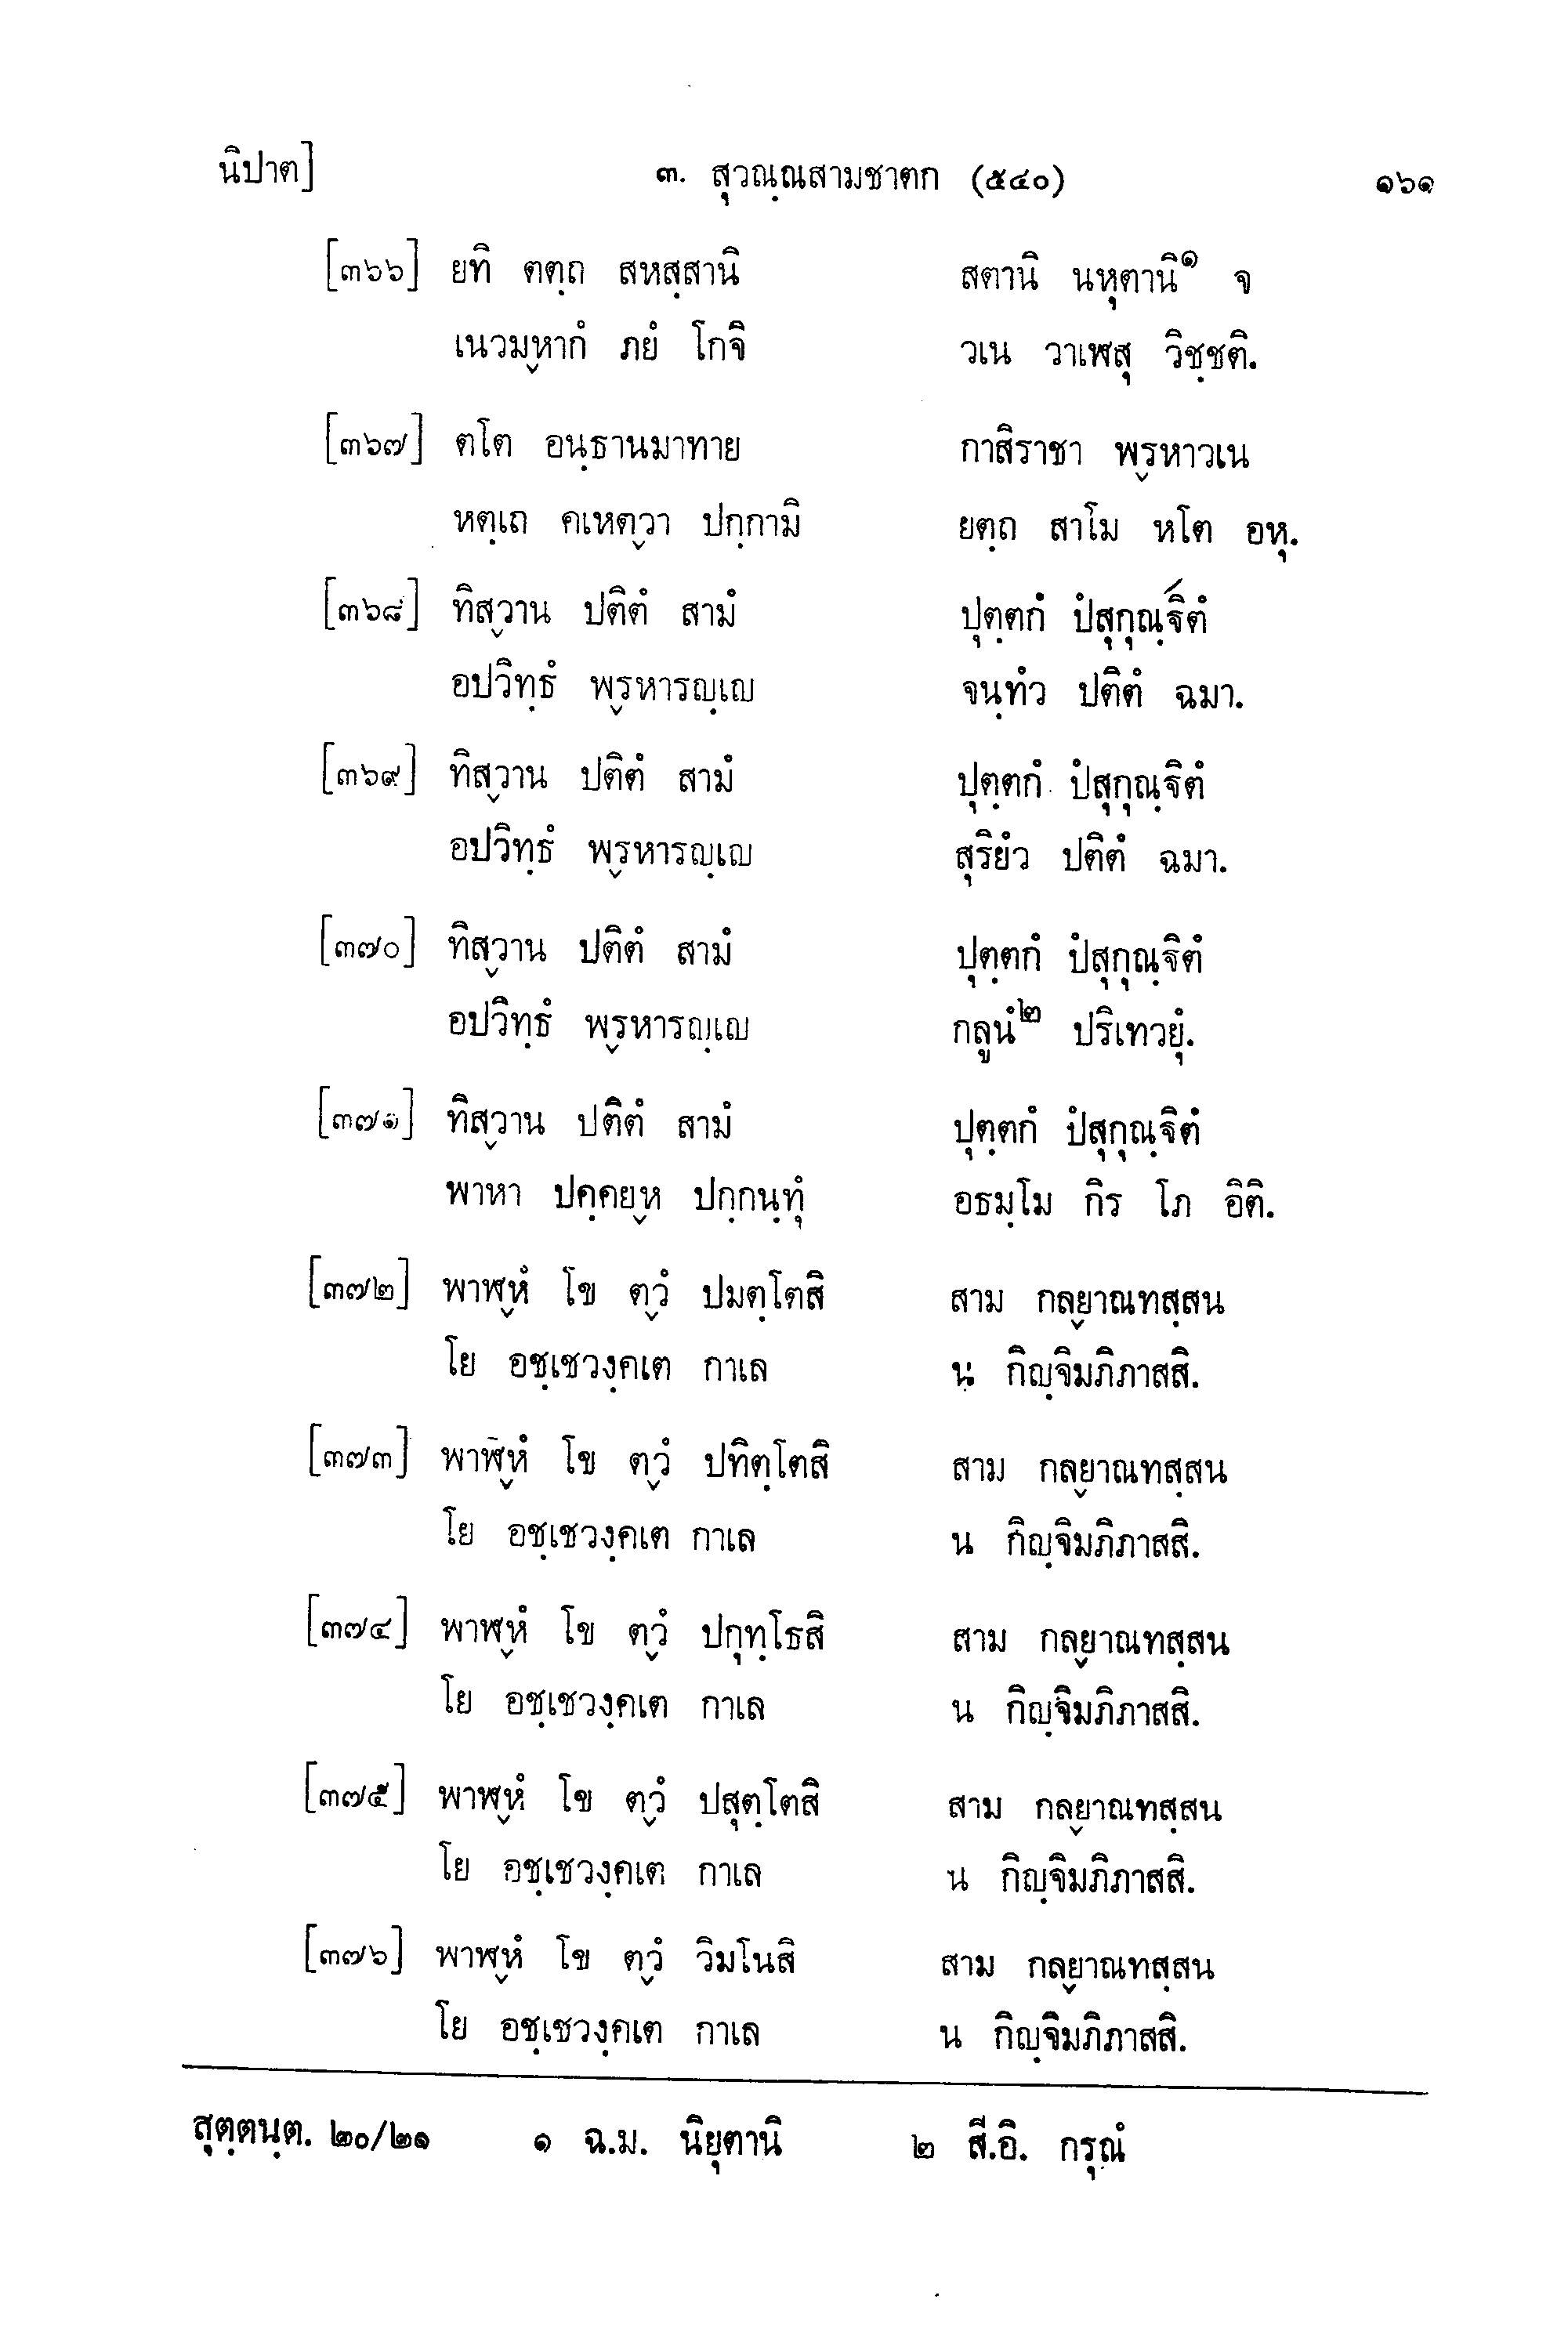 นิปาต] ๓. สุวณฺณสามชาตก (๕๔๐) ๑๖๑
[๓๖๖] ยทิ ตตฺถ สหสฺสานิ สตานิ นหุตานิ๑ จ
เนวมฺหากํ ภยํ โกจิ วเน วาเฬสุ วิชฺชติ.
[๓๖๗] ตโต อนฺธานมาทาย กาสิราชา พฺรหาวเน
หตฺเถ คเหตฺวา ปกฺกามิ ยตฺถ สาโม หโต อหุ.
[๓๖๘] ทิสฺวาน ปติตํ สามํ ปุตฺตกํ ปํสุกุณฺจิตํ
อปวิทฺธํ พฺรหารญฺเญ จนฺทํว ปติตํ ฉมา.
[๓๖๙] ทิสฺวาน ปติตํ สามํ ปุตฺตกํ ปํสุกุณฺจิตํ
อปวิทฺธํ พฺรหารญฺเญ สุริยํว ปติตํ ฉมา.
[๓๗๐] ทิสฺวาน ปติตํ สามํ ปุตฺตกํ ปํสุกุณฺจิตํ
อปวิทฺธํ พฺรหารญฺเญ กลูนํ๒ ปริเทวยุํ.
[๓๗๑] ทิสฺวาน ปติตํ สามํ ปุตฺตกํ ปํสุกุณฺจิตํ
พาหา ปคฺคยฺห ปกฺกนฺทุํ อธมฺโม กิร โภ อิติ.
[๓๗๒] พาฬฺหํ โข ตฺวํ ปมตฺโตสิ สาม กลฺยาณทสฺสน
โย อชฺเชวงฺคเต กาเล น กิญฺจิมภิภาสสิ.
[๓๗๓] พาฬฺหํ โข ตฺวํ ปทิตฺโตสิ สาม กลฺยาณทสฺสน
โย อชฺเชวงฺคเต กาเล น กิญฺจิมภิภาสสิ.
[๓๗๔] พาฬฺหํ โข ตฺวํ ปกุทฺโธสิ สาม กลฺยาณทสฺสน
โย อชฺเชวงฺคเต กาเล น กิญฺจิมภิภาสสิ.
[๓๗๕] พาฬฺหํ โข ตฺวํ ปสุตฺโตสิ สาม กลฺยาณทสฺสน
โย อชฺเชวงฺคเต กาเล น กิญฺจิมภิภาสสิ.
[๓๗๖] พาฬฺหํ โข ตฺวํ วิมโนสิ สาม กลฺยาณทสฺสน
โย อชฺเชวงฺคเต กาเล น กิญฺจิมภิภาสสิ.
สุตฺตนฺต. ๒๐/๒๑ ๑ ฉ.ม. นิยุตานิ ๒ สี.อิ. กรุณํ